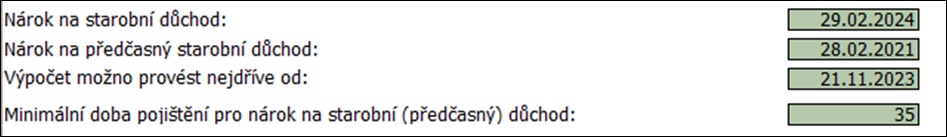 Nárok na starobní důchod: 29.02.2024
Nárok na předčasný starobní důchod: 28.02.2021
Výpočet možno provést nejdříve od: 21.11.2023
Minimální doba pojištění pro nárok na starobní (předčasný) důchod: 35